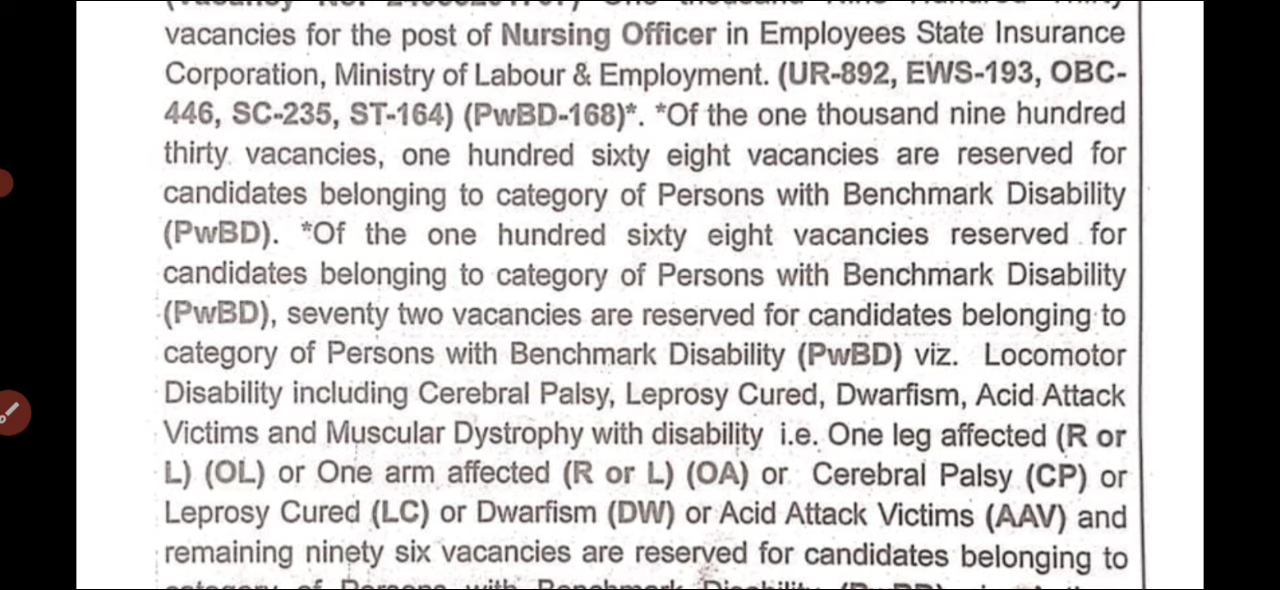 vacancies for the post of Nursing Officer in Employees State Insurance
Corporation, Ministry of Labour & Employment. (UR-892, EWS-193, OBC-
446, SC-235, ST-164) (PwBD-168)*. *Of the one thousand nine hundred
thirty vacancies, one hundred sixty eight vacancies are reserved for
candidates belonging to category of Persons with Benchmark Disability
(PwBD). *Of the one hundred sixty eight vacancies reserved for
candidates belonging to category of Persons with Benchmark Disability
(PwBD), seventy two vacancies are reserved for candidates belonging to
category of Persons with Benchmark Disability (PwBD) viz. Locomotor
Disability including Cerebral Palsy, Leprosy Cured, Dwarfism, Acid Attack
Victims and Muscular Dystrophy with disability i.e. One leg affected (R or
L) (OL) or One arm affected (R or L) (OA) or Cerebral Palsy (CP) or
Leprosy Cured (LC) or Dwarfism (DW) or Acid Attack Victims (AAV) and
remaining ninety six vacancies are reserved for candidates belonging to
category of Persons with Benchmark Disability (PwBD)